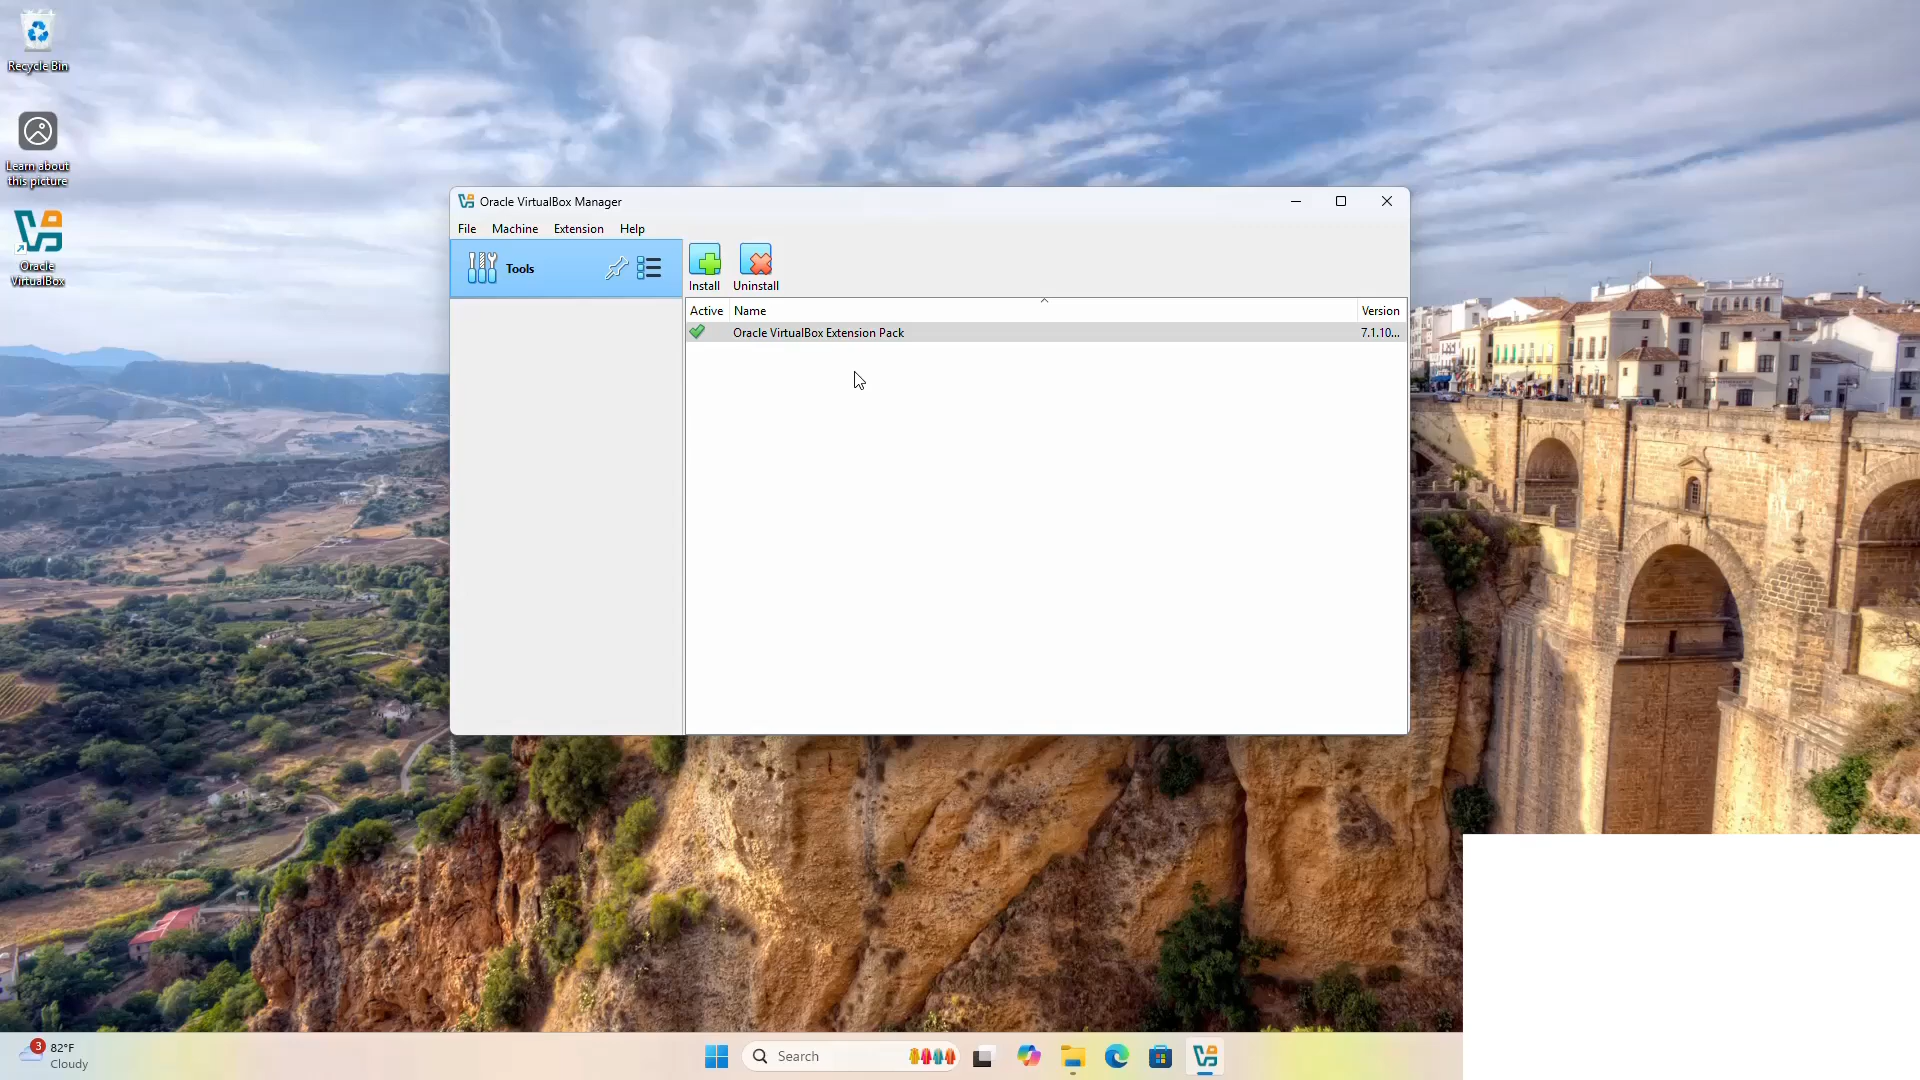 Recycle Bin
Learn about
this picture
Oracle
VirtualBox
Oracle VirtualBox Manager
File Machine Extension Help
Tools
Install Uninstall
Active Name Version
Oracle VirtualBox Extension Pack 7.1.10...
3
82°F
Cloudy
Search